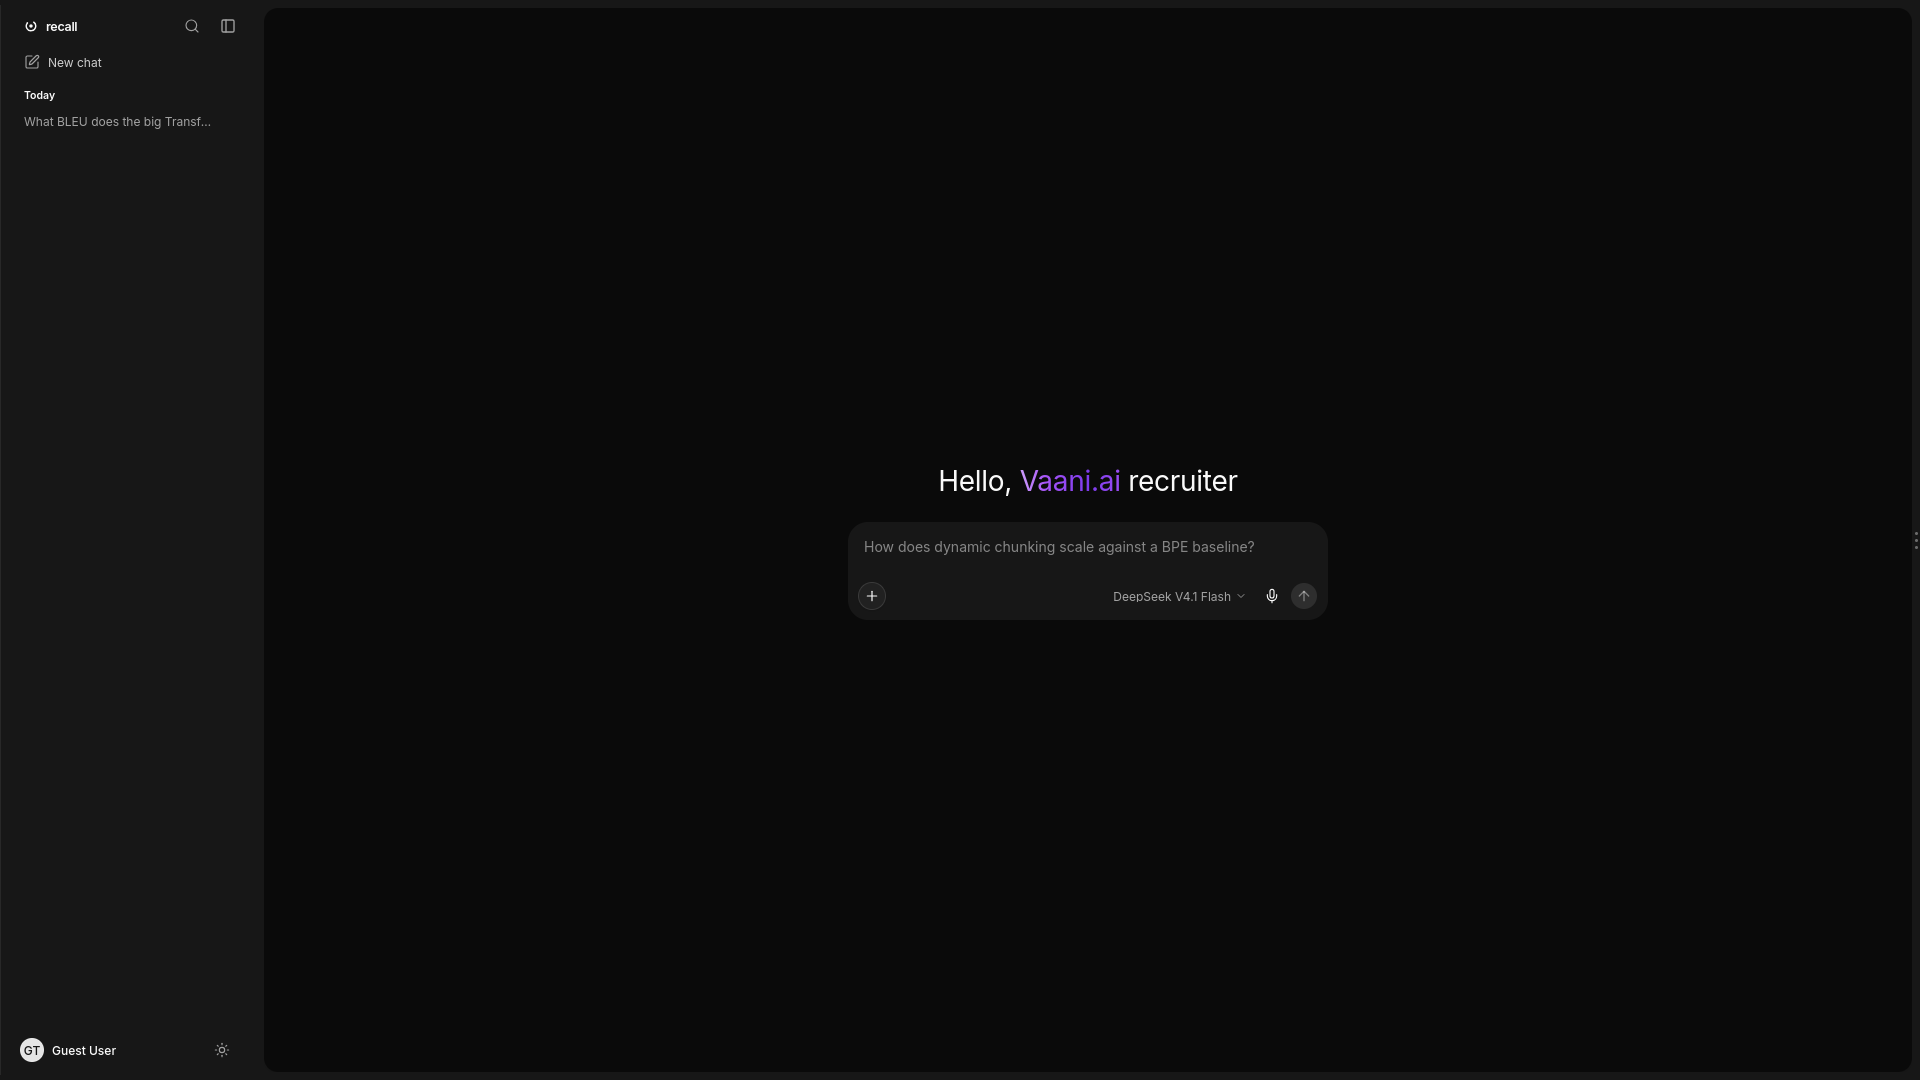 recall
New chat
Today
What BLEU does the big Transf...
Hello, Vaani.ai recruiter
How does dynamic chunking scale against a BPE baseline?
DeepSeek V4.1 Flash
GT Guest User